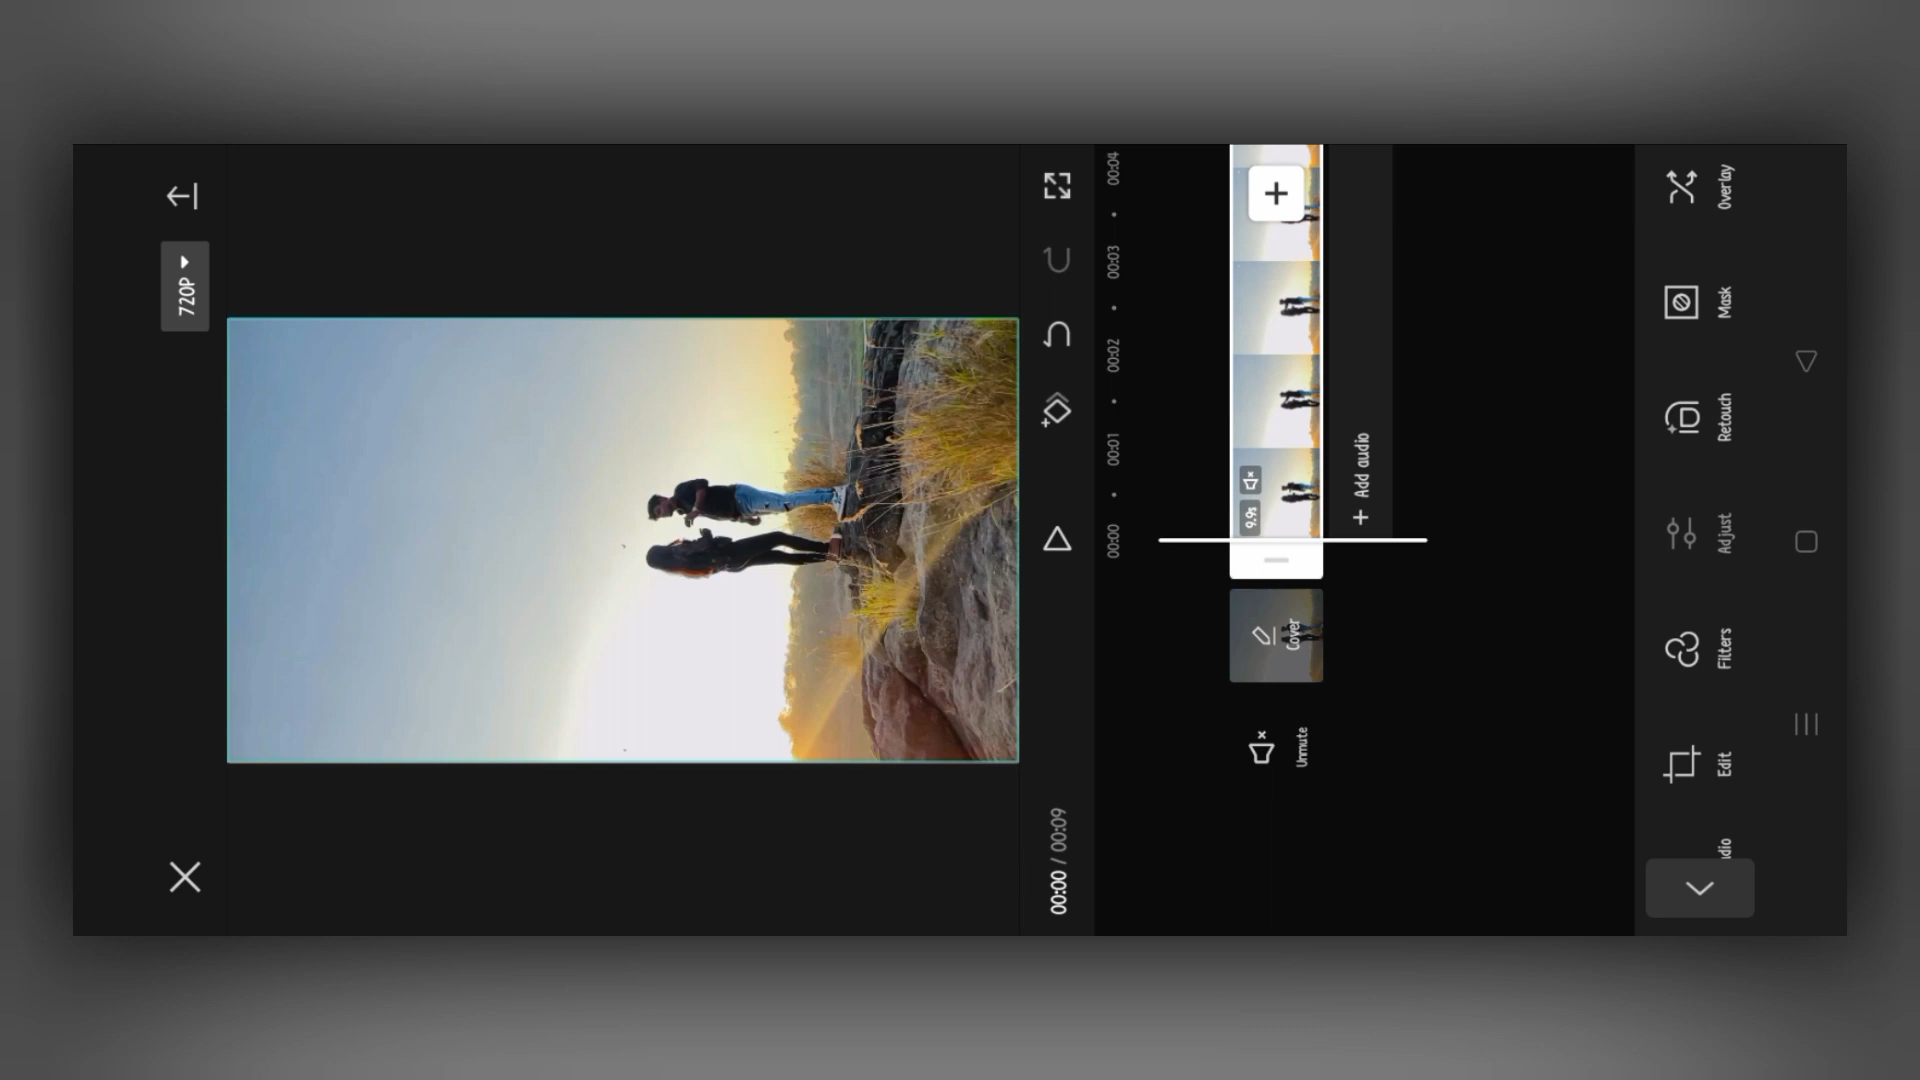 720P
00:00 / 00:09
00:00
00:01
00:02
00:03
00:04
Unmute
Cover
9.9s
+ Add audio
dio
Edit
Filters
Adjust
Retouch
Mask
Overlay